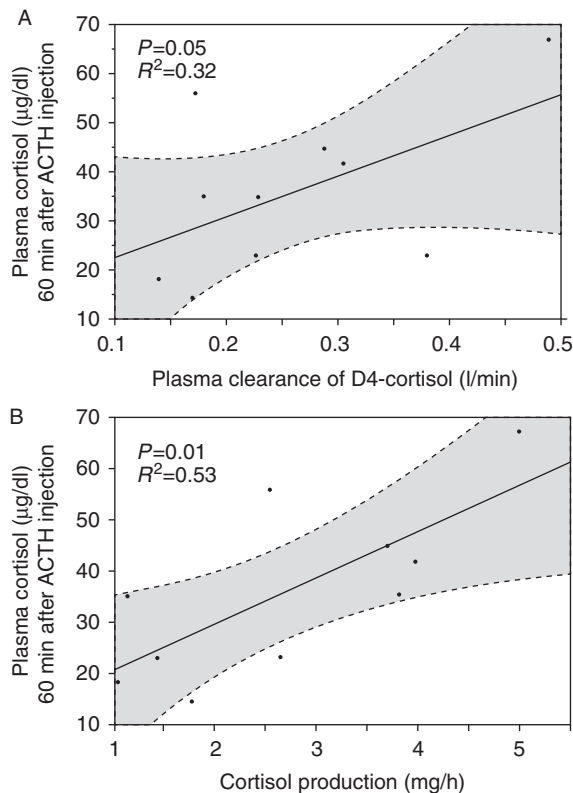 A
Plasma cortisol (µg/dl)
60 min after ACTH injection
70
60
50
40
30
20
10
P=0.05
R²=0.32
0.1
0.2
0.3
0.4
0.5
Plasma clearance of D4-cortisol (l/min)
B
Plasma cortisol (µg/dl)
60 min after ACTH injection
70
60
50
40
30
20
10
P=0.01
R²=0.53
1
2
3
4
5
Cortisol production (mg/h)